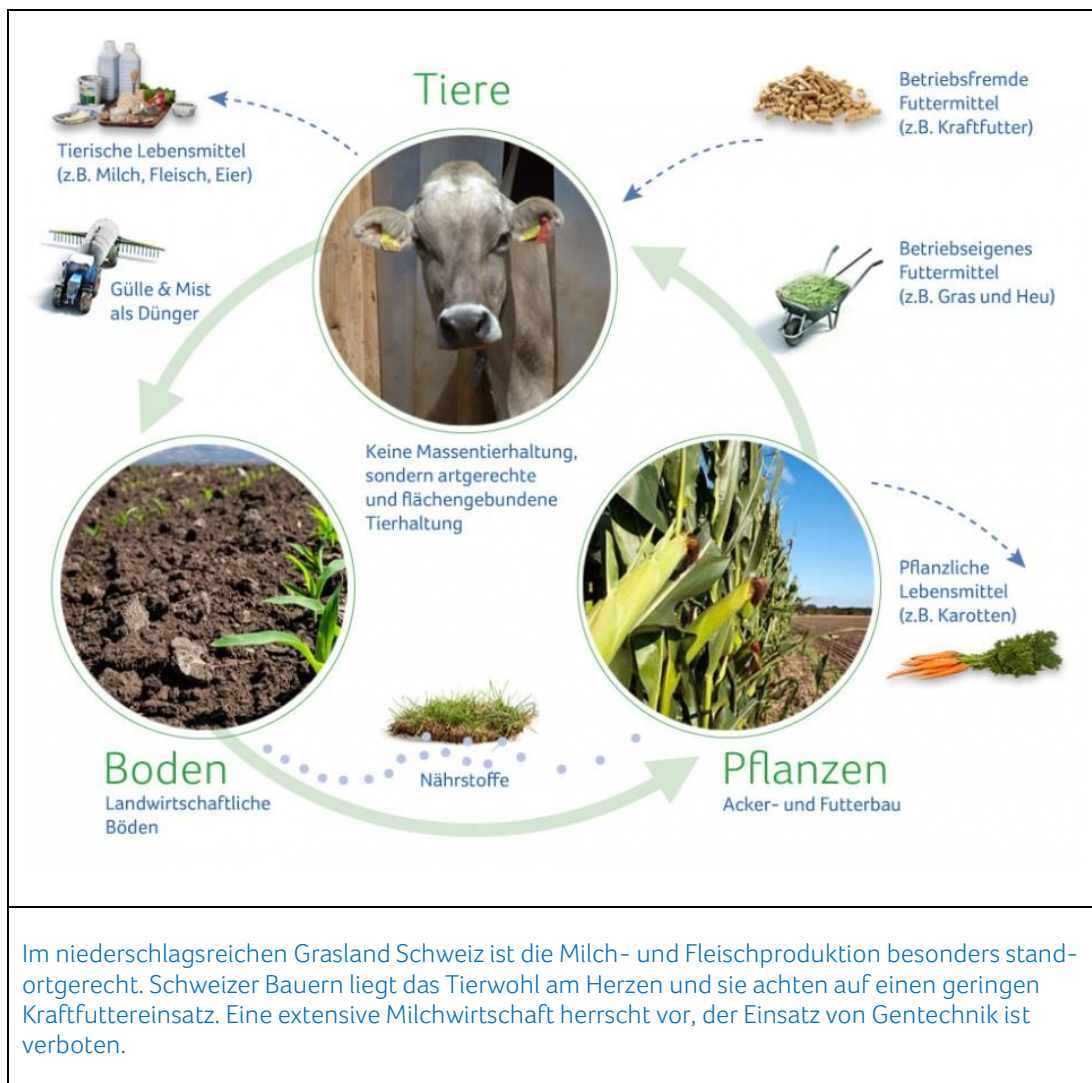 Tiere
Tierische Lebensmittel
(z.B. Milch, Fleisch, Eier)
Betriebsfremde
Futtermittel
(z.B. Kraftfutter)
Gülle & Mist
als Dünger
Betriebseigenes
Futtermittel
(z.B. Gras und Heu)
Keine Massentierhaltung,
sondern artgerechte
und flächengebundene
Tierhaltung
Pflanzliche
Lebensmittel
(z.B. Karotten)
Boden
Landwirtschaftliche
Böden
Nährstoffe
Pflanzen
Acker- und Futterbau
Im niederschlagsreichen Grasland Schweiz ist die Milch- und Fleischproduktion besonders stand-
ortgerecht. Schweizer Bauern liegt das Tierwohl am Herzen und sie achten auf einen geringen
Kraftfuttereinsatz. Eine extensive Milchwirtschaft herrscht vor, der Einsatz von Gentechnik ist
verboten.